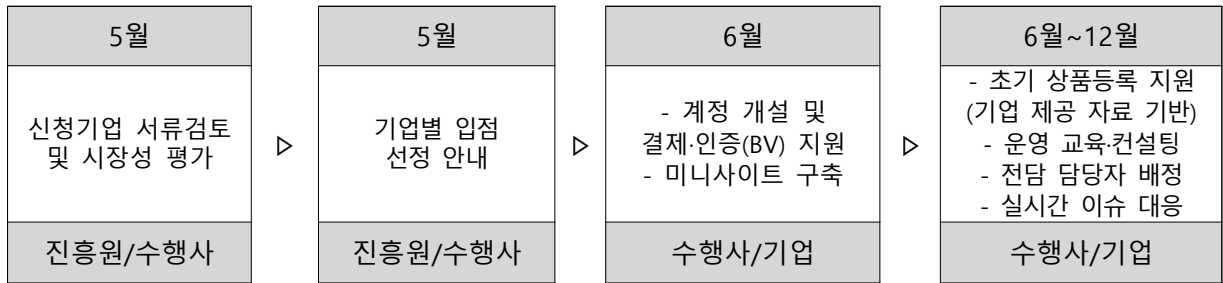 5월
신청기업 서류검토
및 시장성 평가
진흥원/수행사
▷
5월
기업별 입점
선정 안내
진흥원/수행사
▷
6월
- 계정 개설 및
결제·인증(BV) 지원
- 미니사이트 구축
수행사/기업
▷
6월~12월
- 초기 상품등록 지원
(기업 제공 자료 기반)
- 운영 교육·컨설팅
- 전담 담당자 배정
- 실시간 이슈 대응
수행사/기업